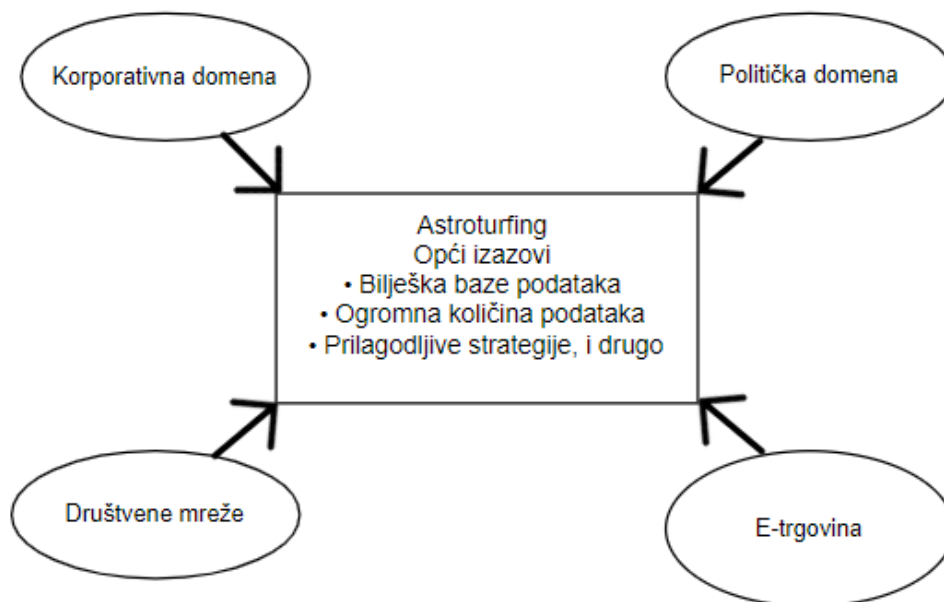 Korporativna domena
Politička domena
Astroturfing
Opći izazovi
• Bilješka baze podataka
• Ogromna količina podataka
• Prilagodljive strategije, i drugo
Društvene mreže
E-trgovina